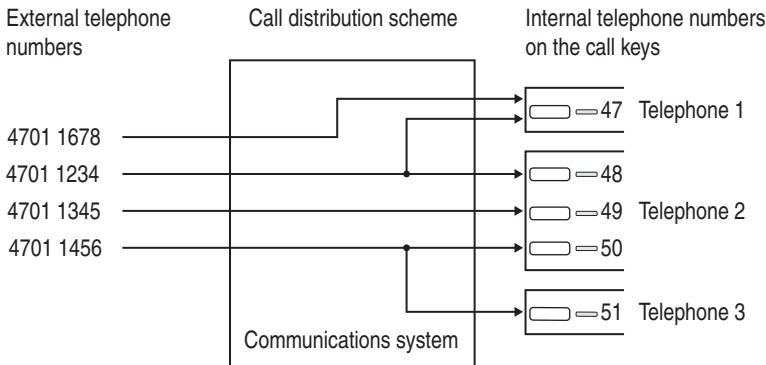 External telephone
numbers
Call distribution scheme
Internal telephone numbers
on the call keys
4701 1678
4701 1234
4701 1345
4701 1456
47 Telephone 1
48
49 Telephone 2
50
51 Telephone 3
Communications system